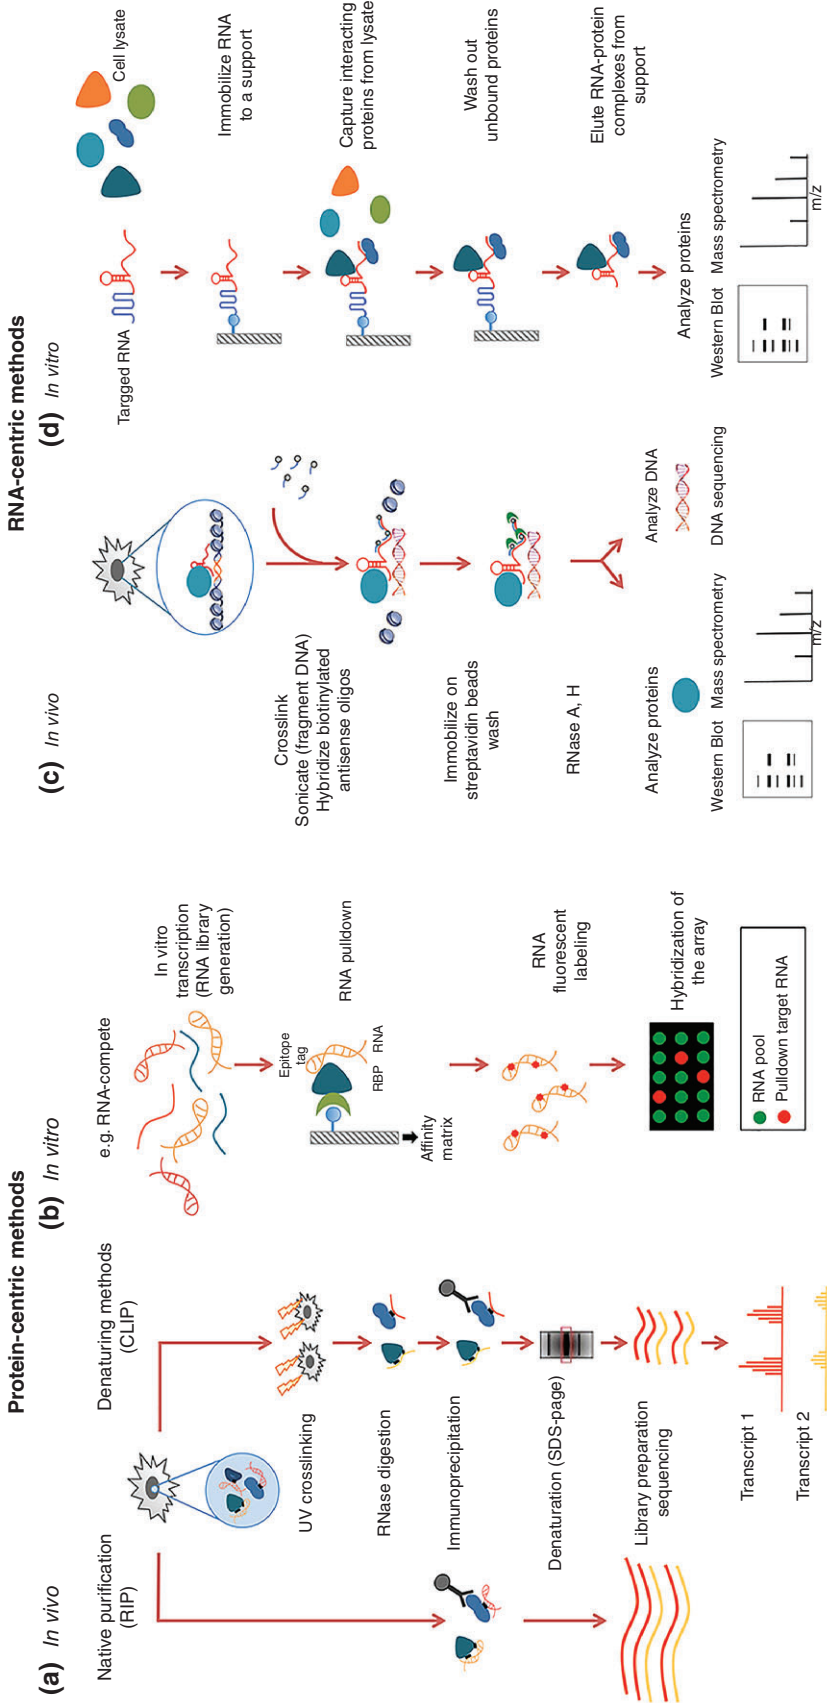 Protein-centric methods
(a) In vivo
Native purification
(RIP)
Denaturing methods
(CLIP)
UV crosslinking
RNase digestion
Immunoprecipitation
Denaturation (SDS-page)
Library preparation
sequencing
Transcript 1
Transcript 2
(b) In vitro
e.g. RNA-compete
In vitro
transcription
(RNA library
generation)
Epitope
tag
RBP
RNA
RNA pulldown
Affinity
matrix
RNA
fluorescent
labeling
Hybridization of
the array
RNA pool
Pulldown target RNA
RNA-centric methods
(c) In vivo
Crosslink
Sonicate (fragment DNA)
Hybridize biotinylated
antisense oligos
Immobilize on
streptavidin beads
wash
RNase A, H
Analyze proteins
Western Blot
Mass spectrometry
m/z
Analyze DNA
DNA sequencing
(d) In vitro
Targged RNA
Cell lysate
Immobilize RNA
to a support
Capture interacting
proteins from lysate
Wash out
unbound proteins
Elute RNA-protein
complexes from
support
Analyze proteins
Western Blot
Mass spectrometry
m/z